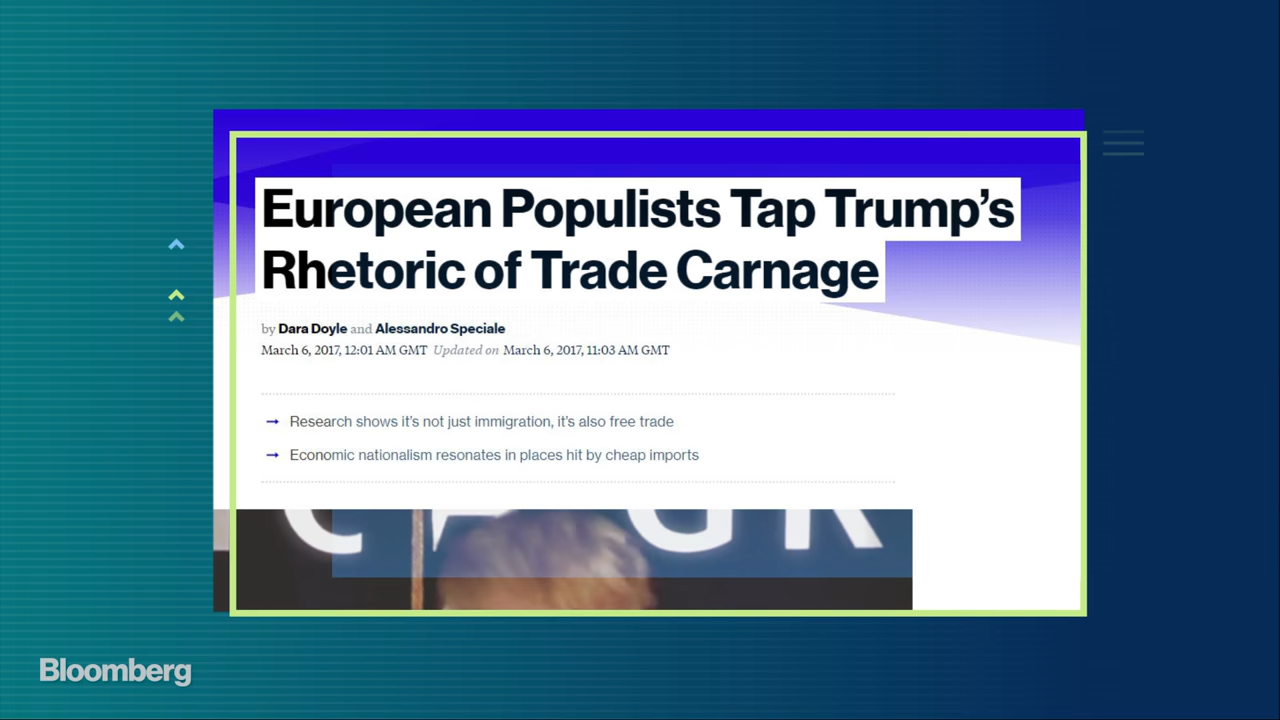 European Populists Tap Trump’s
Rhetoric of Trade Carnage
by Dara Doyle and Alessandro Speciale
March 6, 2017, 12:01 AM GMT Updated on March 6, 2017, 11:03 AM GMT
→ Research shows it's not just immigration, it's also free trade
→ Economic nationalism resonates in places hit by cheap imports
Bloomberg